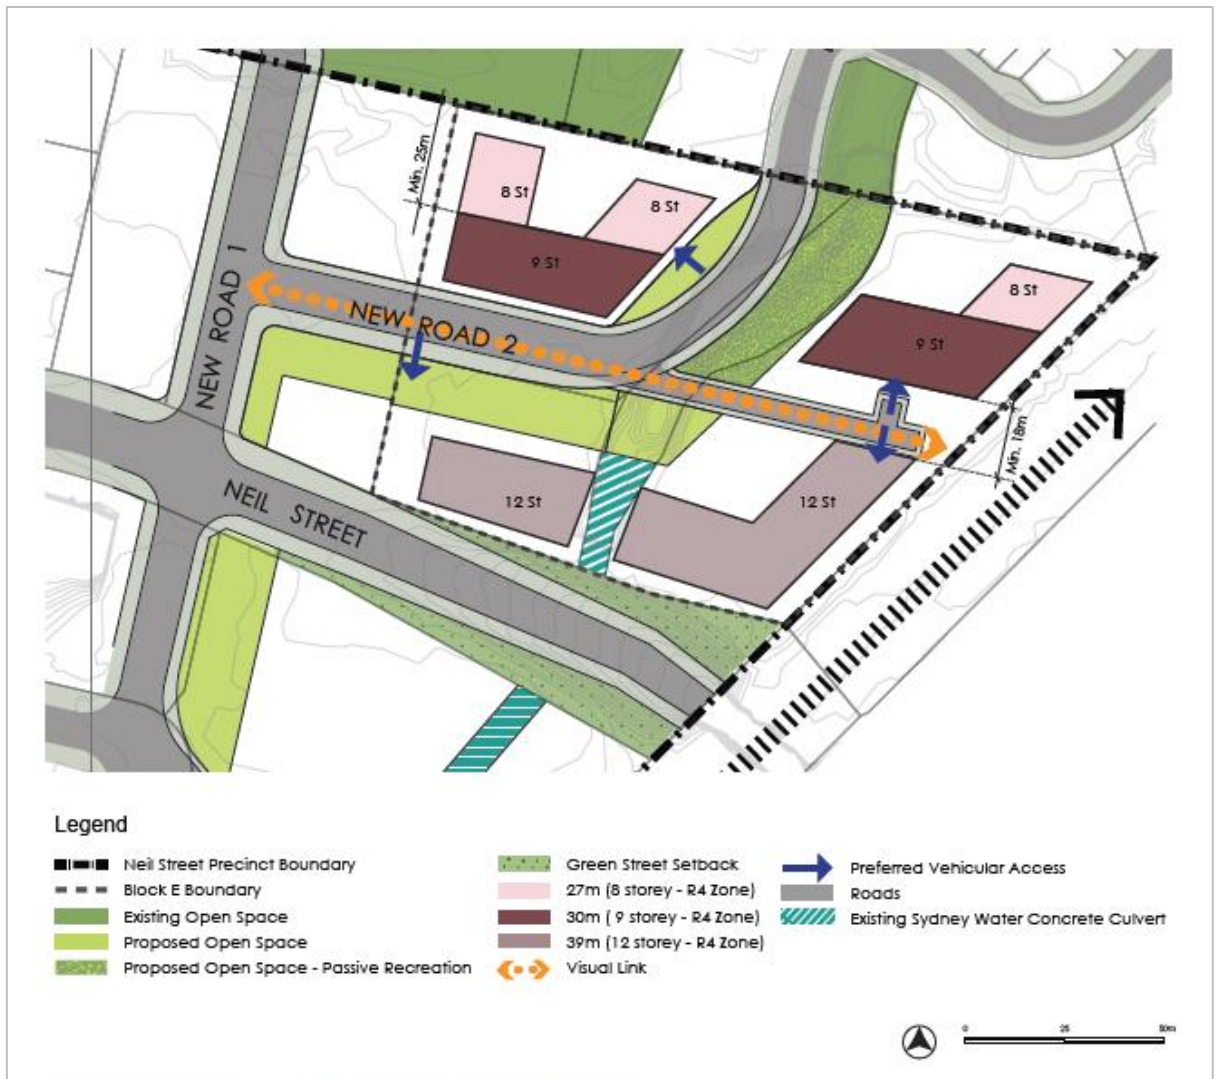 Min. 25m
8 St
8 St
9 St
NEW ROAD 1
NEW ROAD 2
8 St
9 St
Min. 18m
12 St
12 St
NEIL STREET
Legend
Neil Street Precinct Boundary
Block E Boundary
Existing Open Space
Proposed Open Space
Proposed Open Space - Passive Recreation
Green Street Setback
27m (8 storey - R4 Zone)
30m ( 9 storey - R4 Zone)
39m (12 storey - R4 Zone)
Visual Link
Preferred Vehicular Access
Roads
Existing Sydney Water Concrete Culvert
0 25 50m